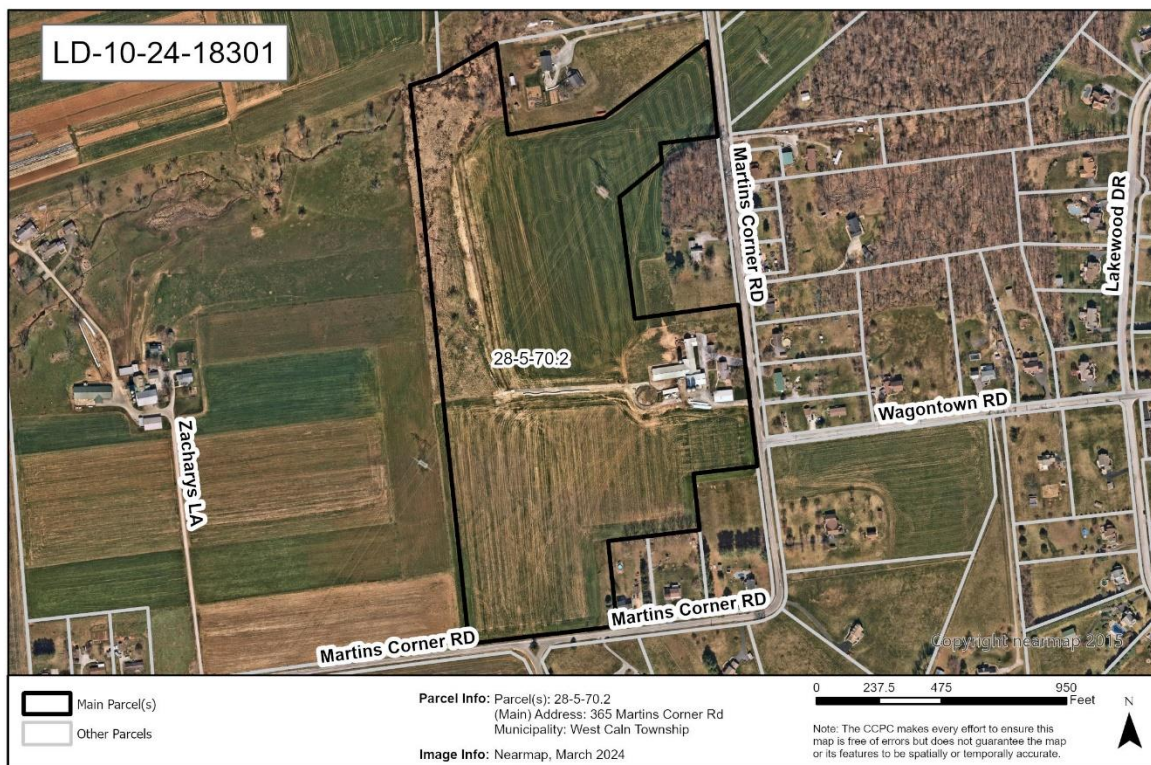 LD-10-24-18301
Martins Corner RD
Lakewood DR
28-5-70.2
Wagontown RD
Zacharys LA
Martins Corner RD
Martins Corner RD
Copyright nearmap 2015
Main Parcel(s)
Other Parcels
Parcel Info: Parcel(s): 28-5-70.2
(Main) Address: 365 Martins Corner Rd
Municipality: West Caln Township
Image Info: Nearmap, March 2024
0 237.5 475 950
Feet
Note: The CCPC makes every effort to ensure this
map is free of errors but does not guarantee the map
or its features to be spatially or temporally accurate.
N